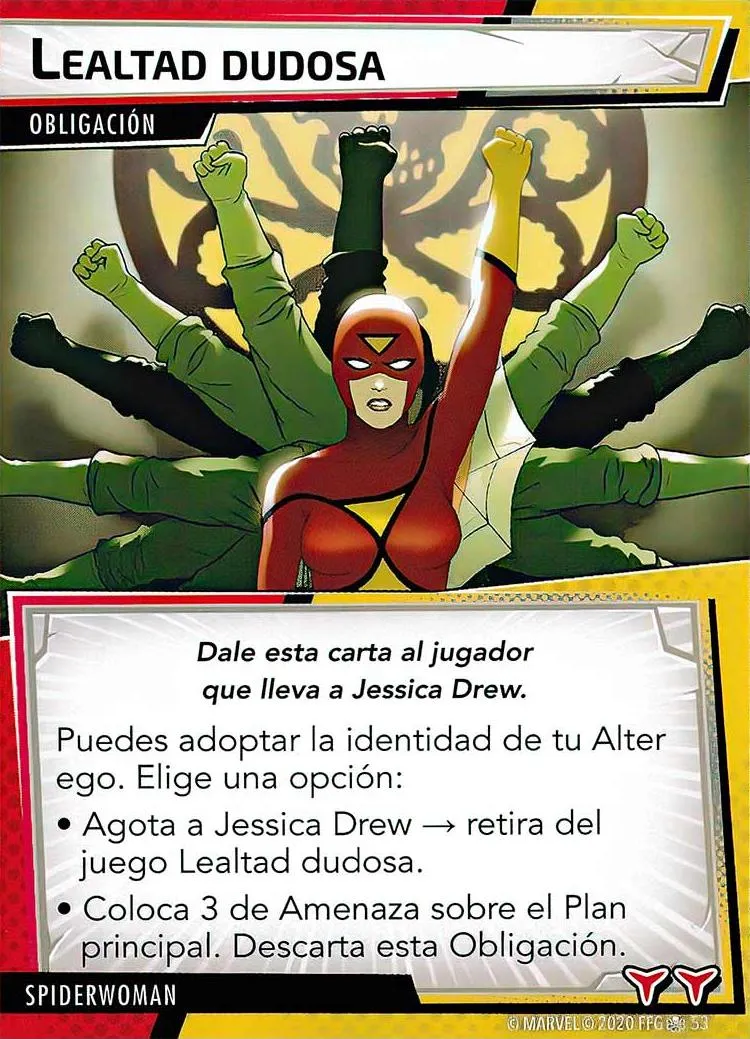 LEALTAD DUDOSA
OBLIGACIÓN
Dale esta carta al jugador
que lleva a Jessica Drew.
Puedes adoptar la identidad de tu Alter
ego. Elige una opción:
• Agota a Jessica Drew → retira del
juego Lealtad dudosa.
• Coloca 3 de Amenaza sobre el Plan
principal. Descarta esta Obligación.
SPIDERWOMAN
© MARVEL © 2020 FFG 53